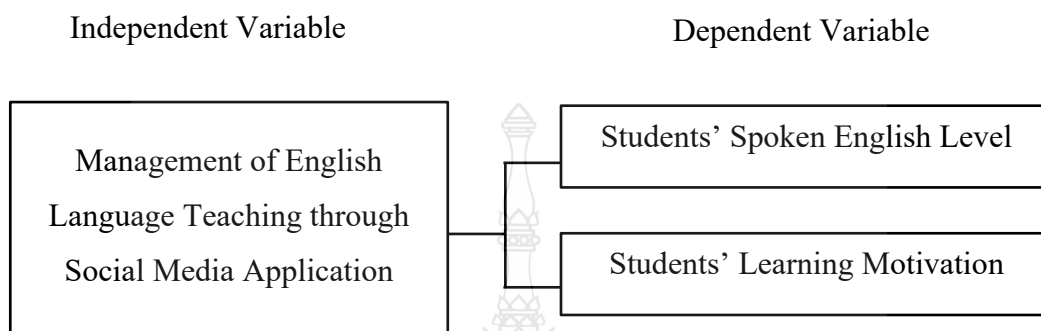 Independent Variable
Dependent Variable
Management of English
Language Teaching through
Social Media Application
Students’ Spoken English Level
Students’ Learning Motivation